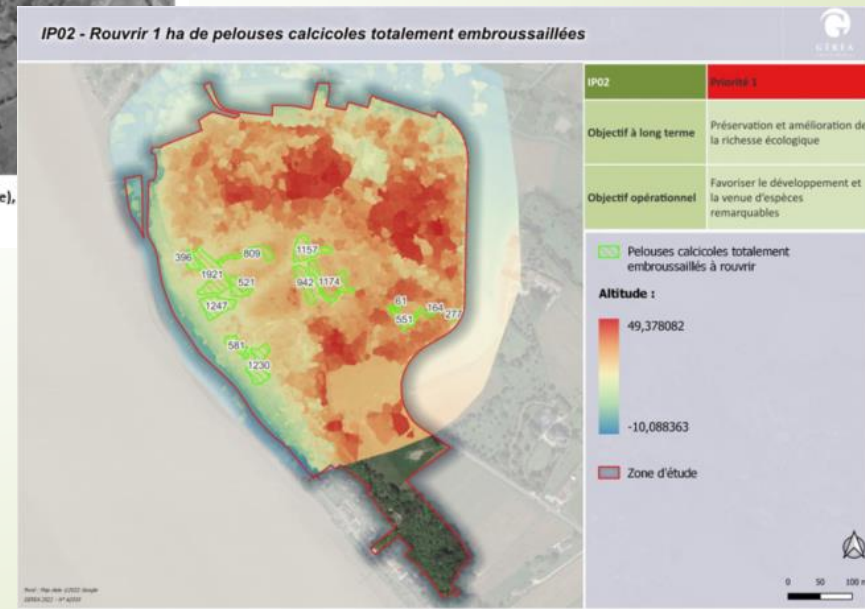 e),
IP02 - Rouvrir 1 ha de pelouses calcicoles totalement embroussaillées
GEREA
IP02
Priorité 1
Objectif à long terme
Préservation et amélioration de
la richesse écologique
Objectif opérationnel
Favoriser le développement et
la venue d'espèces
remarquables
Pelouses calcicoles totalement
embroussaillés à rouvrir
Altitude :
49,378082
-10,088363
Zone d'étude
0 50 100 m
396
809
1921
521
1247
1157
942
1174
61
164
551
277
581
1230